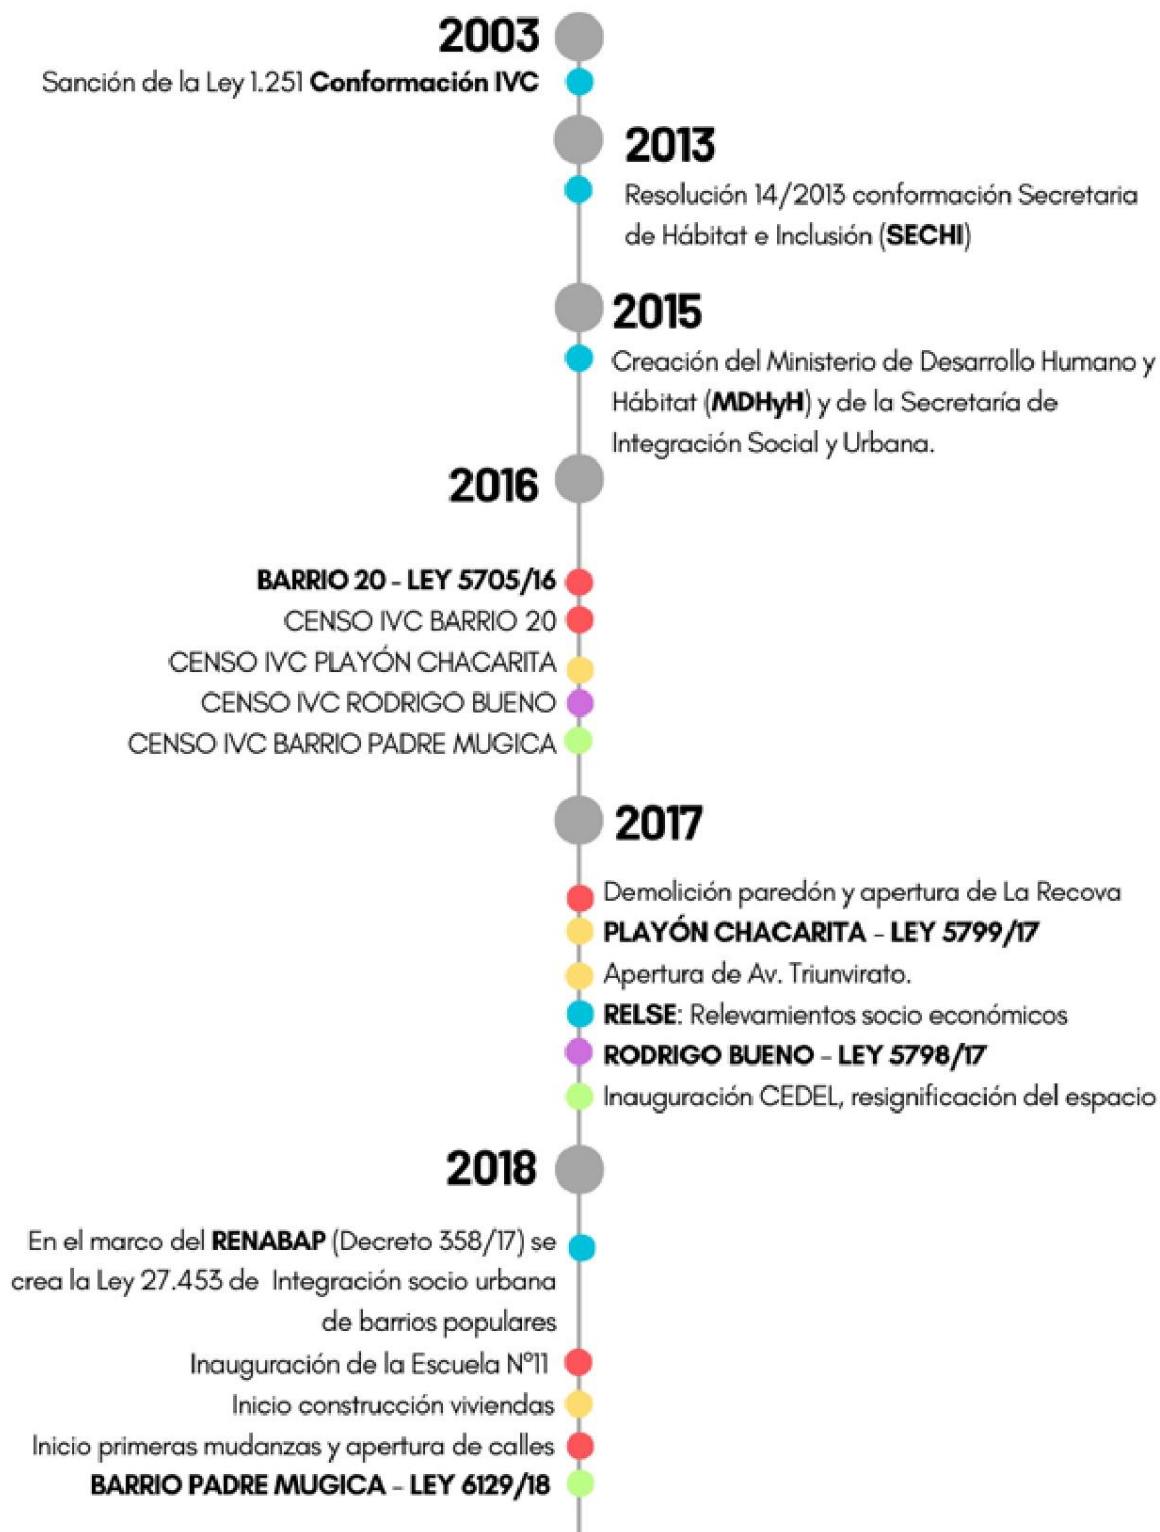 2003
Sanción de la Ley 1.251 Conformación IVC
2013
Resolución 14/2013 conformación Secretaria
de Hábitat e Inclusión (SECHI)
2015
Creación del Ministerio de Desarrollo Humano y
Hábitat (MDHyH) y de la Secretaría de
Integración Social y Urbana.
2016
BARRIO 20 - LEY 5705/16
CENSO IVC BARRIO 20
CENSO IVC PLAYÓN CHACARITA
CENSO IVC RODRIGO BUENO
CENSO IVC BARRIO PADRE MUGICA
2017
Demolición paredón y apertura de La Recova
PLAYÓN CHACARITA - LEY 5799/17
Apertura de Av. Triunvirato.
RELSE: Relevamientos socio económicos
RODRIGO BUENO - LEY 5798/17
Inauguración CEDEL, resignificación del espacio
2018
En el marco del RENABAP (Decreto 358/17) se
crea la Ley 27.453 de Integración socio urbana
de barrios populares
Inauguración de la Escuela N°11
Inicio construcción viviendas
Inicio primeras mudanzas y apertura de calles
BARRIO PADRE MUGICA - LEY 6129/18